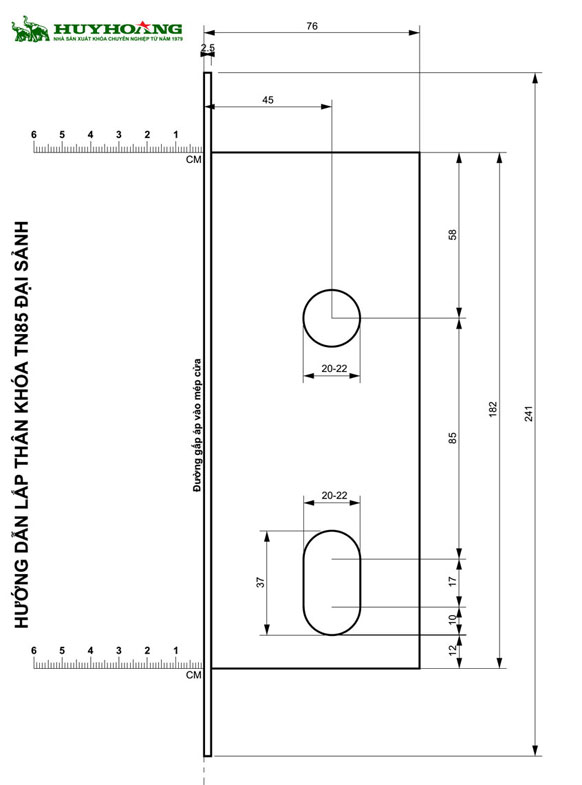 HUYHOÀNG
NHÀ SẢN XUẤT KHÓA CHUYÊN NGHIỆP TỪ NĂM 1979
76
2.5
45
6 5 4 3 2 1
CM
58
HƯỚNG DẪN LẮP THÂN KHÓA TN85 ĐẠI SẢNH
Đường gấp áp vào mép cửa
20-22
85
182
241
20-22
37
17
10
12
6 5 4 3 2 1
CM